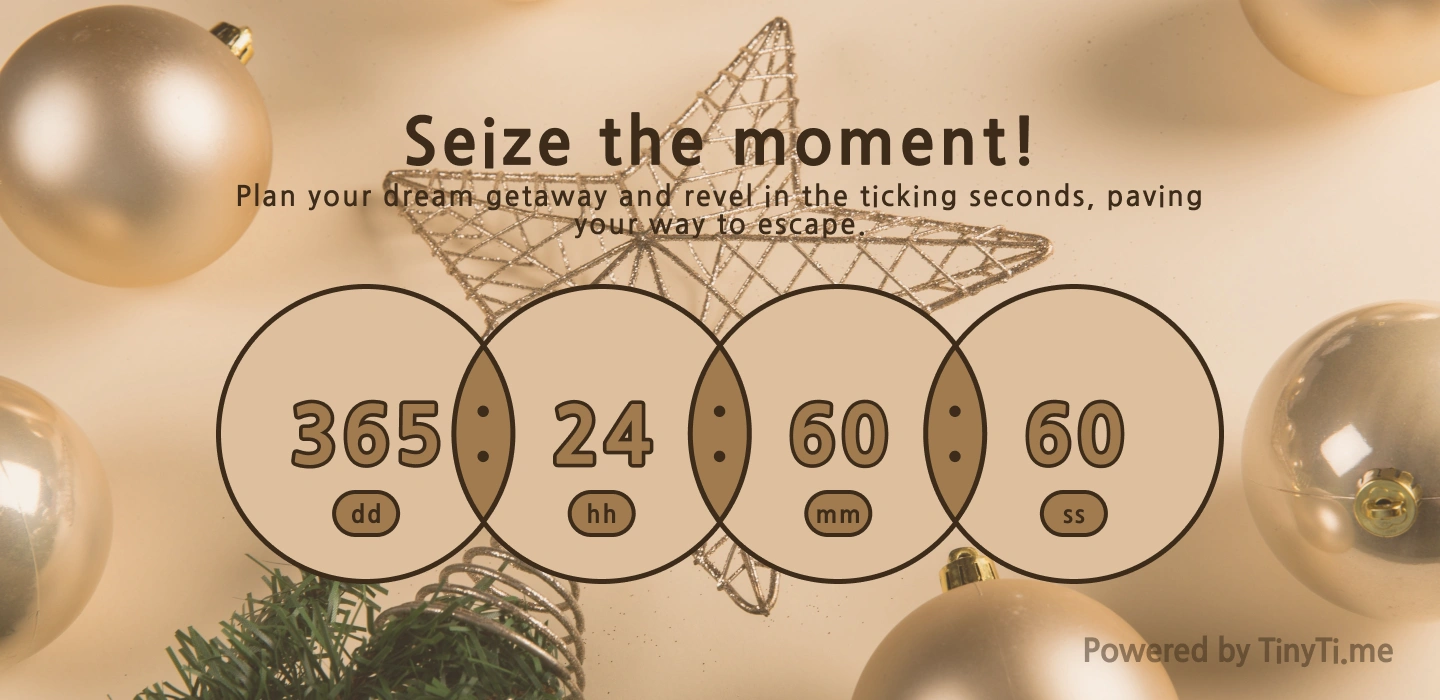 Seize the moment!
Plan your dream getaway and revel in the ticking seconds, paving
your way to escape.
365 : 24 : 60 : 60
dd hh mm ss
Powered by TinyTi.me